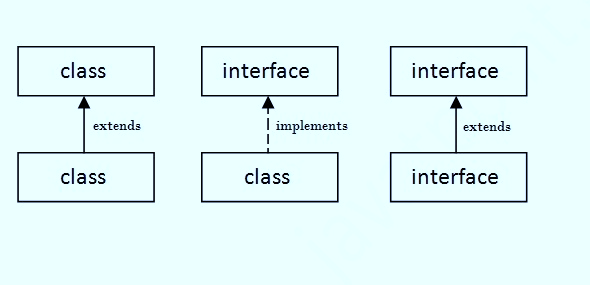 class
interface
interface
extends
implements
extends
class
class
interface